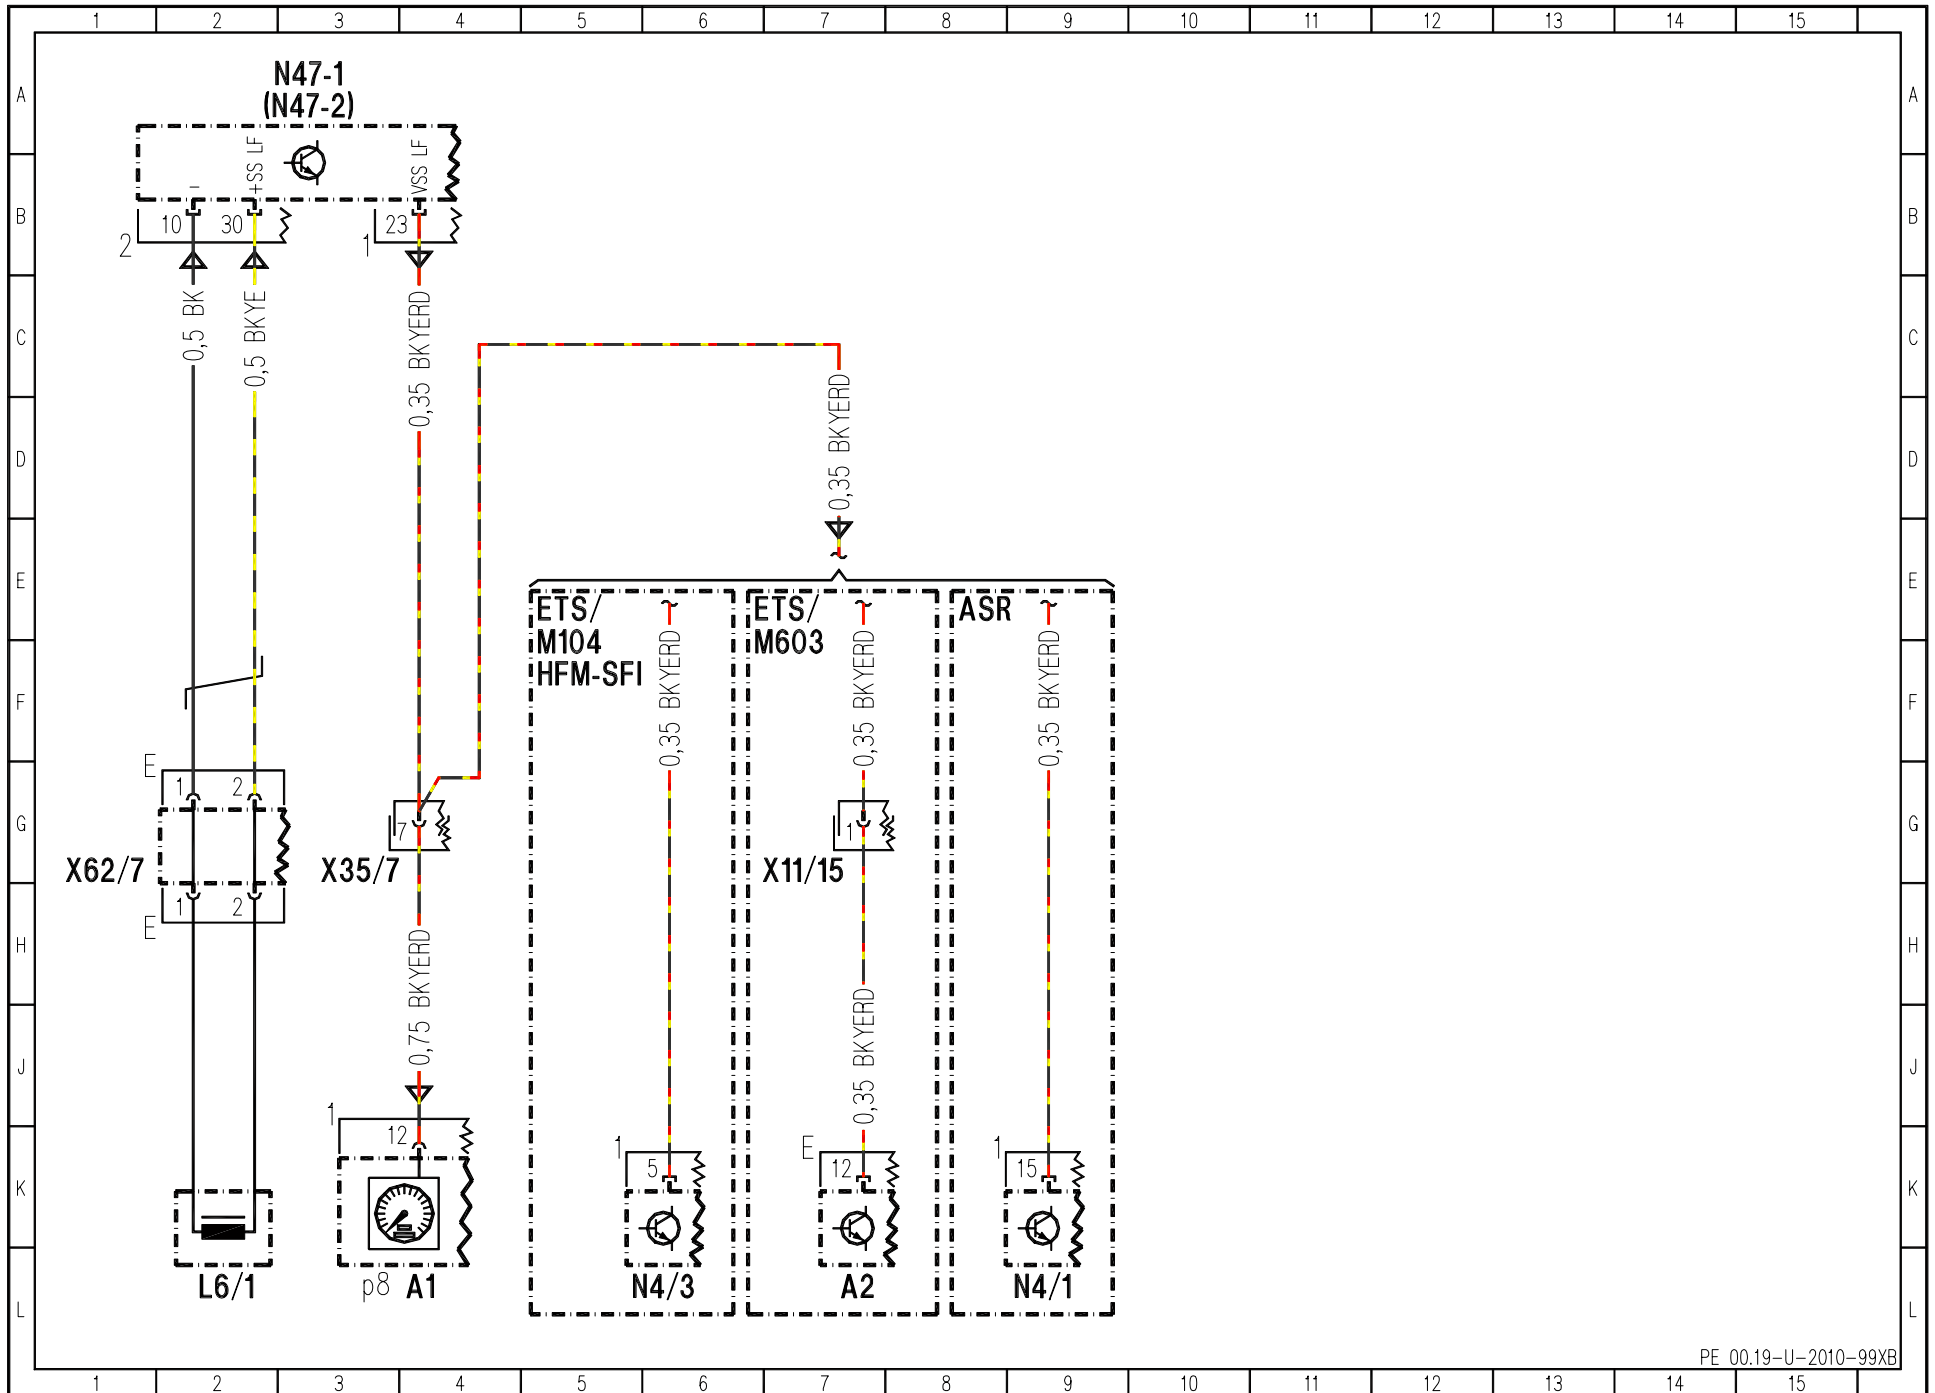 1 2 3 4 5 6 7 8 9 10 11 12 13 14 15
A A
N47-1
(N47-2)
- +SS LF VSS LF
B B
10 30 23
2 1
0,5 BK 0,5 BKYE 0,35 BKYERD
C C
0,35 BKYERD
D D
E E
ETS/ ETS/ ASR
M104 M603
HFM-SFI
0,35 BKYERD 0,35 BKYERD 0,35 BKYERD
F F
E
1 2
G G
7 1
X62/7 X35/7 X11/15
1 2
E
H H
0,75 BKYERD
0,35 BKYERD
J J
1
12
1 E 1
5 12 15
K K
L6/1 p8 A1 N4/3 A2 N4/1
L L
PE 00.19-U-2010-99XB
1 2 3 4 5 6 7 8 9 10 11 12 13 14 15